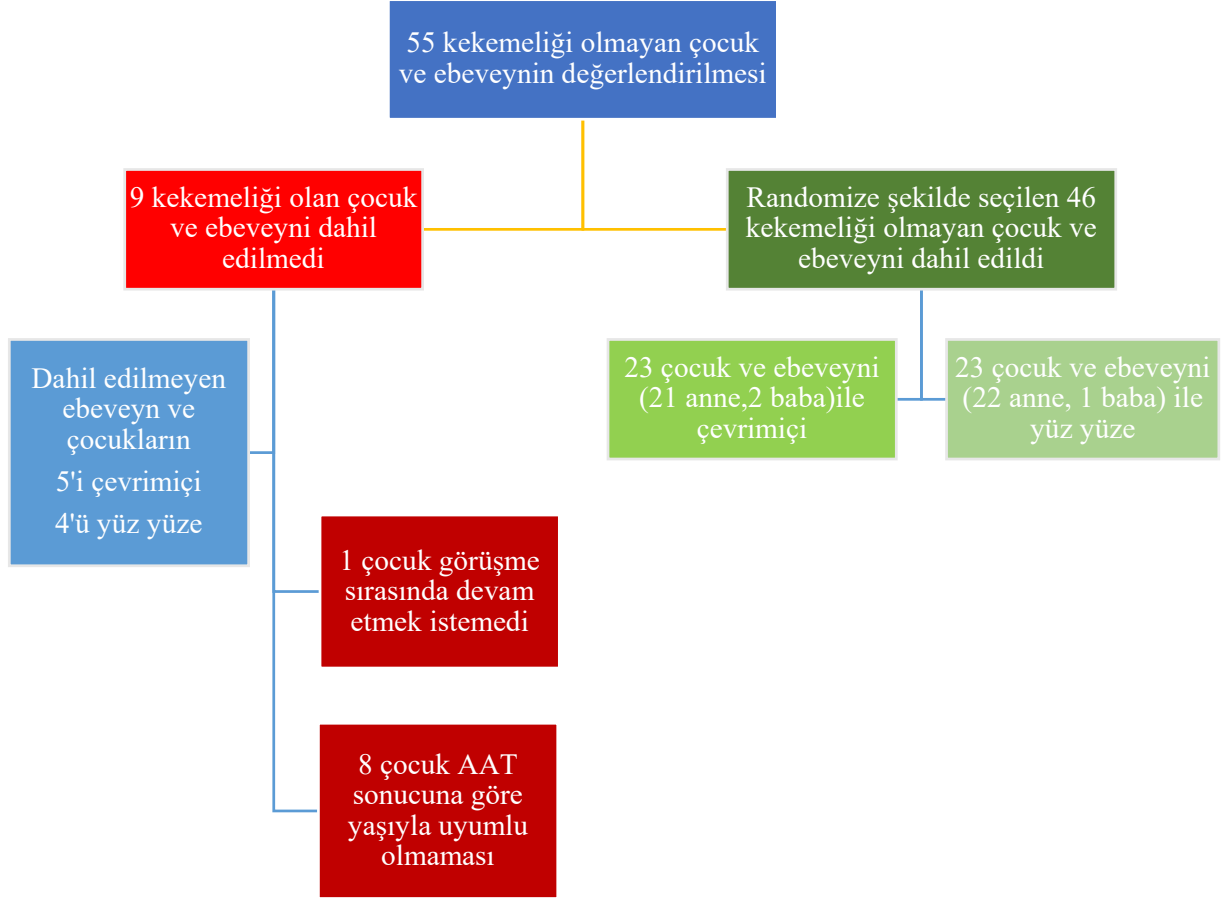 55 kekemeliği olmayan çocuk
ve ebeveynin değerlendirilmesi
9 kekemeliği olan çocuk
ve ebeveyni dahil
edilmedi
Randomize şekilde seçilen 46
kekemeliği olmayan çocuk ve
ebeveyni dahil edildi
Dahil edilmeyen
ebeveyn ve
çocukların
5'i çevrimiçi
4'ü yüz yüze
23 çocuk ve ebeveyni
(21 anne,2 baba)ile
çevrimiçi
23 çocuk ve ebeveyni
(22 anne, 1 baba) ile
yüz yüze
1 çocuk görüşme
sırasında devam
etmek istemedi
8 çocuk AAT
sonucuna göre
yaşıyla uyumlu
olmaması